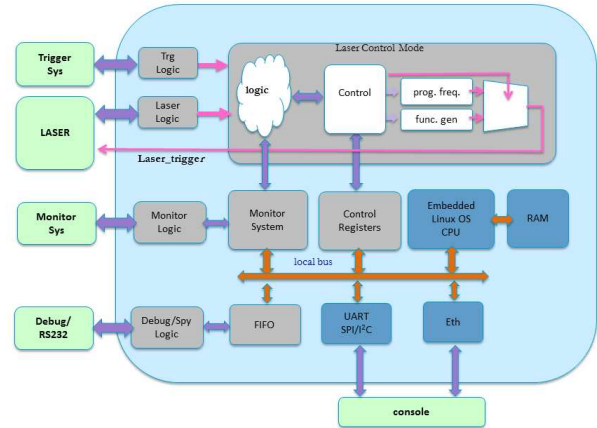 Laser Control Mode
Trigger
Sys
Trg
Logic
logic
Control
prog. freq.
func. gen
LASER
Laser
Logic
Laser_trigger
Monitor
Sys
Monitor
Logic
Monitor
System
Control
Registers
Embedded
Linux OS
CPU
RAM
local bus
Debug/
RS232
Debug/Spy
Logic
FIFO
UART
SPI/I²C
Eth
console